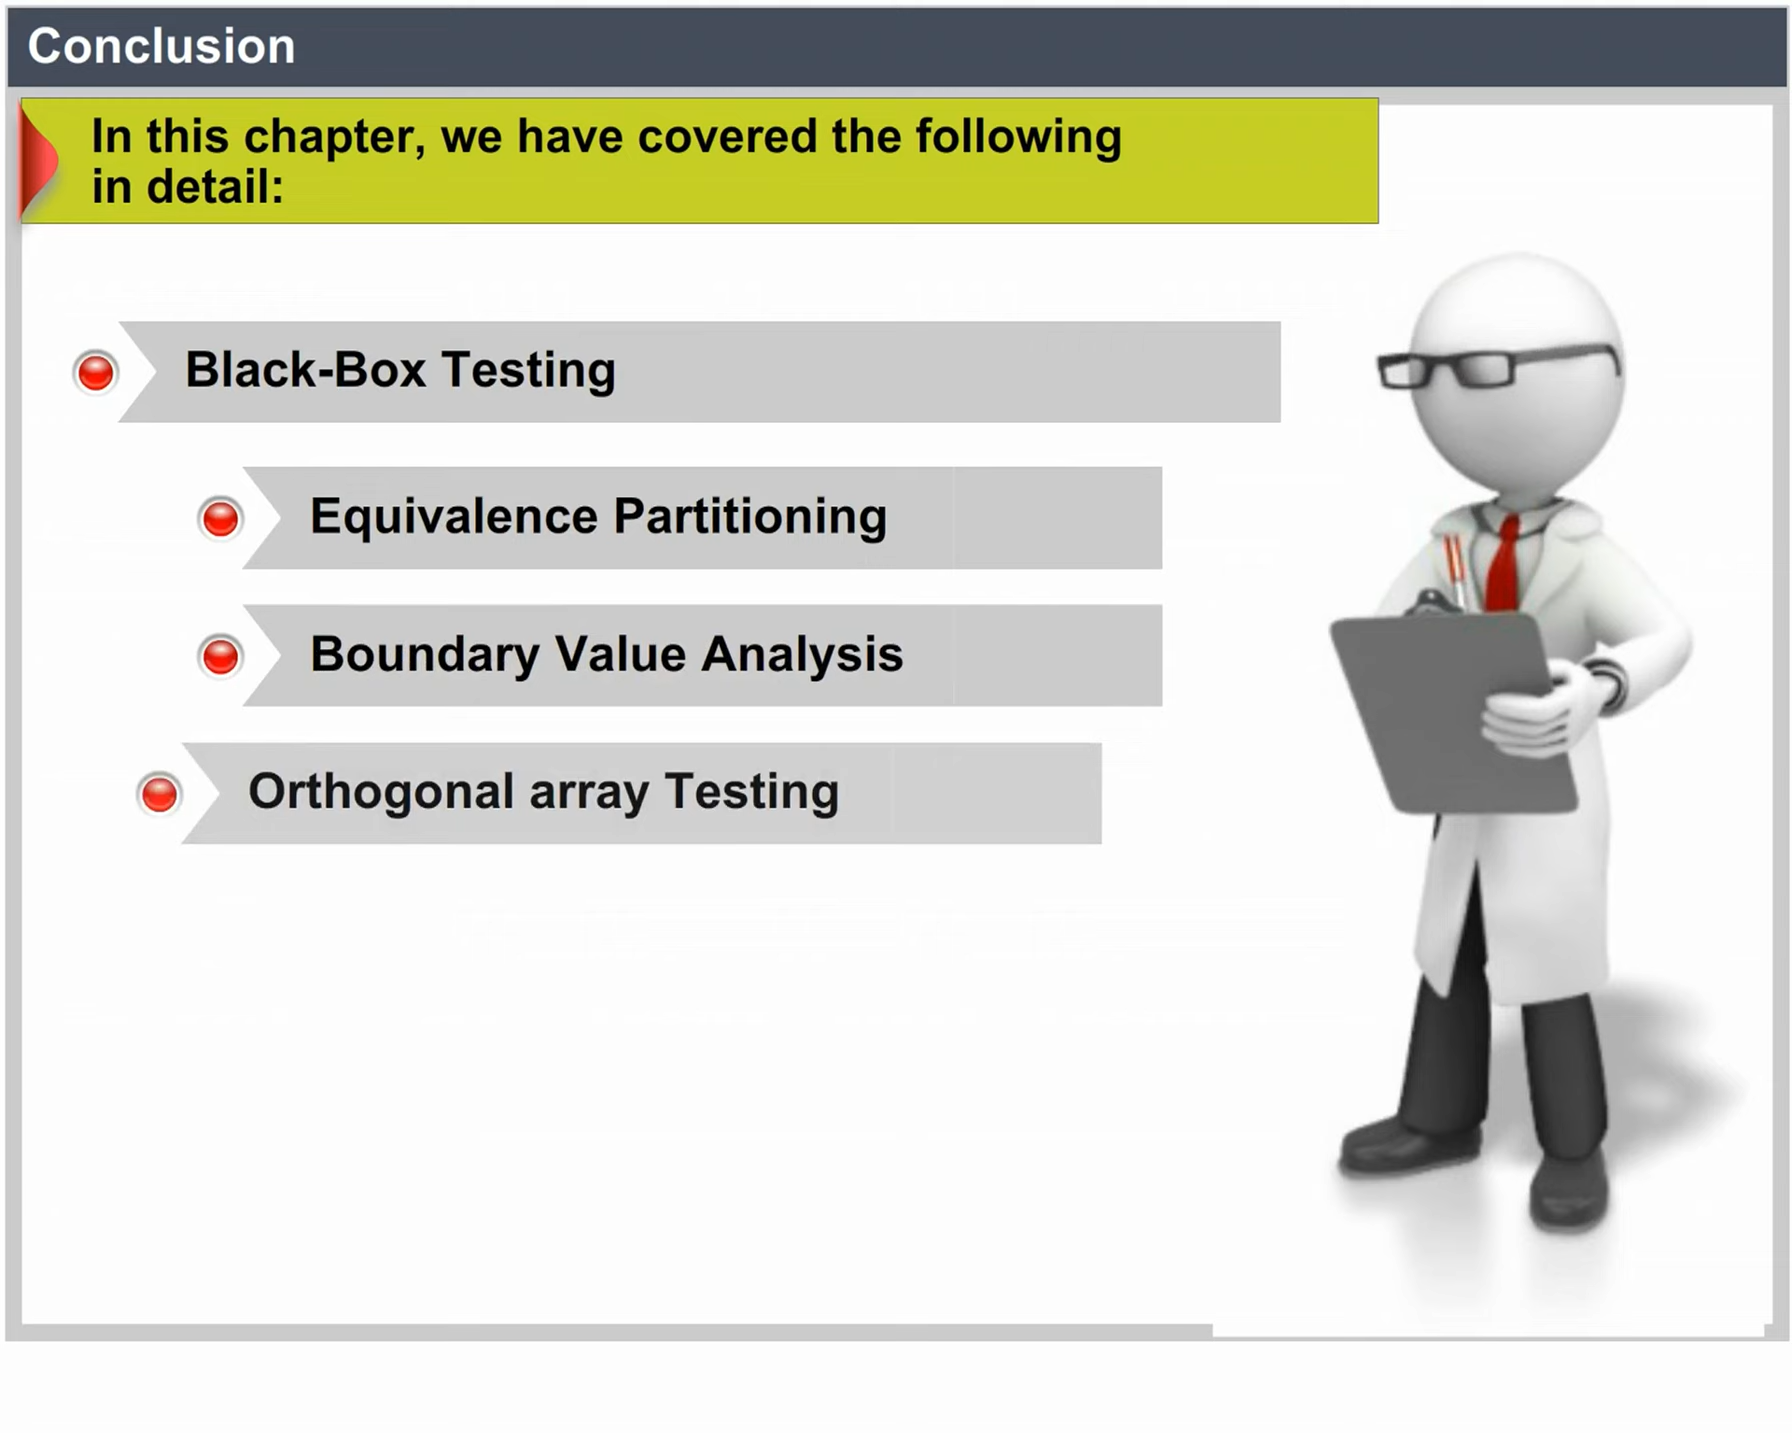 Conclusion
In this chapter, we have covered the following
in detail:
Black-Box Testing
Equivalence Partitioning
Boundary Value Analysis
Orthogonal array Testing